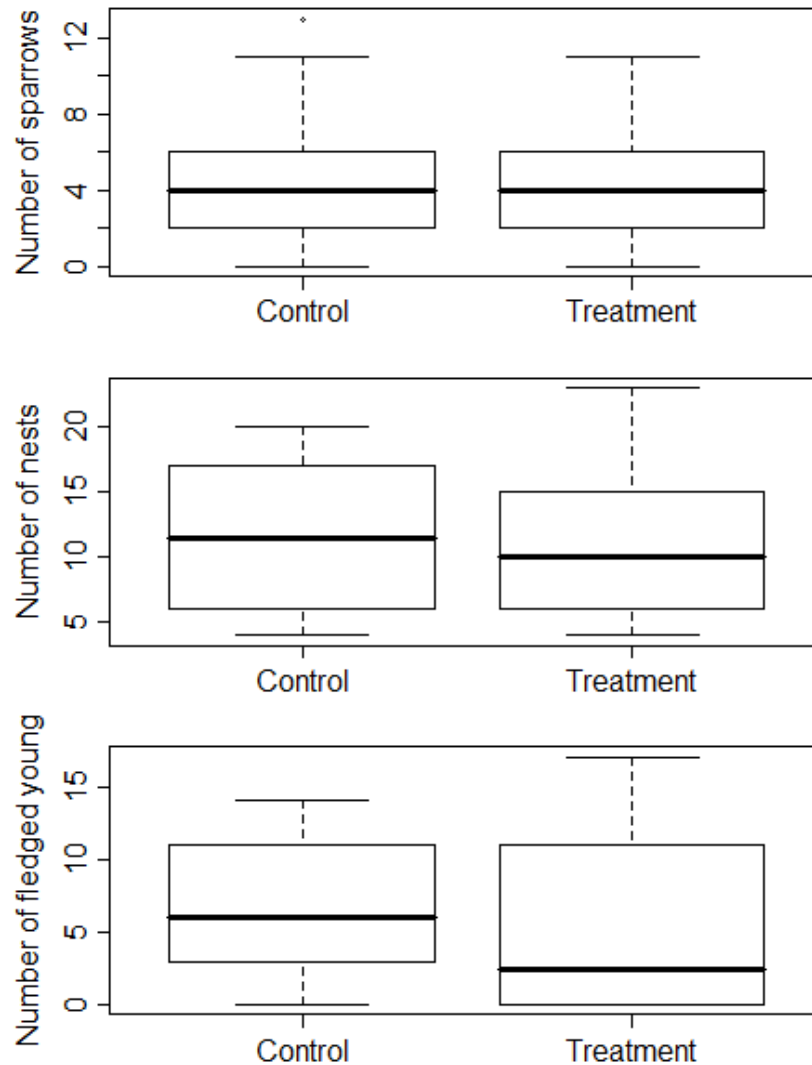 Number of sparrows
12
8
4
0
Control Treatment
Number of nests
20
15
10
5
Control Treatment
Number of fledged young
15
10
5
0
Control Treatment